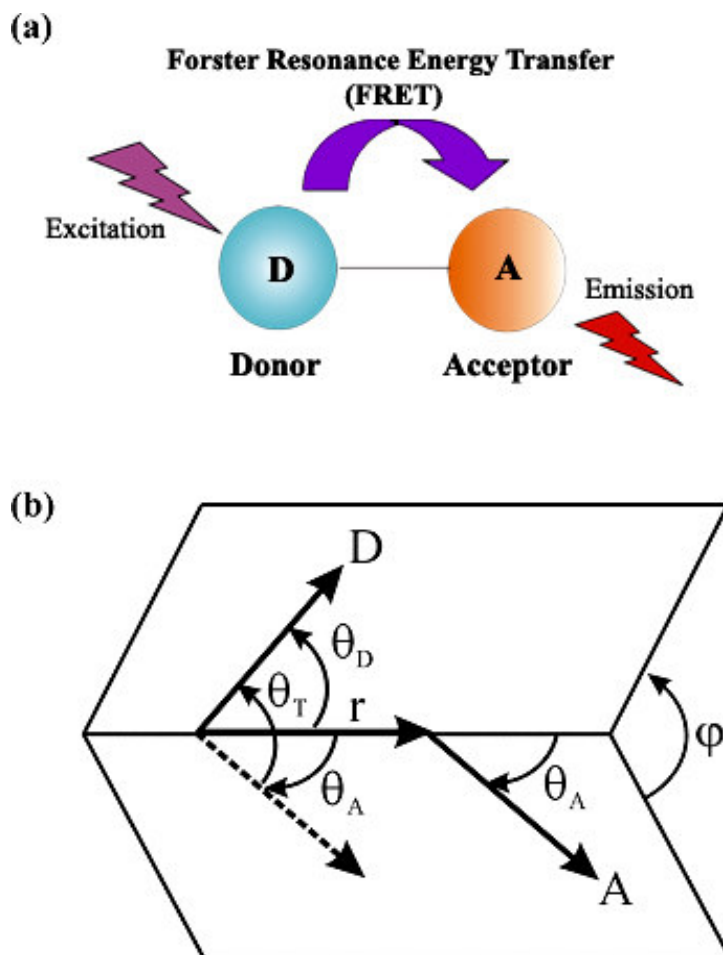 (a)
Forster Resonance Energy Transfer
(FRET)
Excitation
D
A
Emission
Donor
Acceptor
(b)
D
θD
θT
r
θA
θA
φ
A